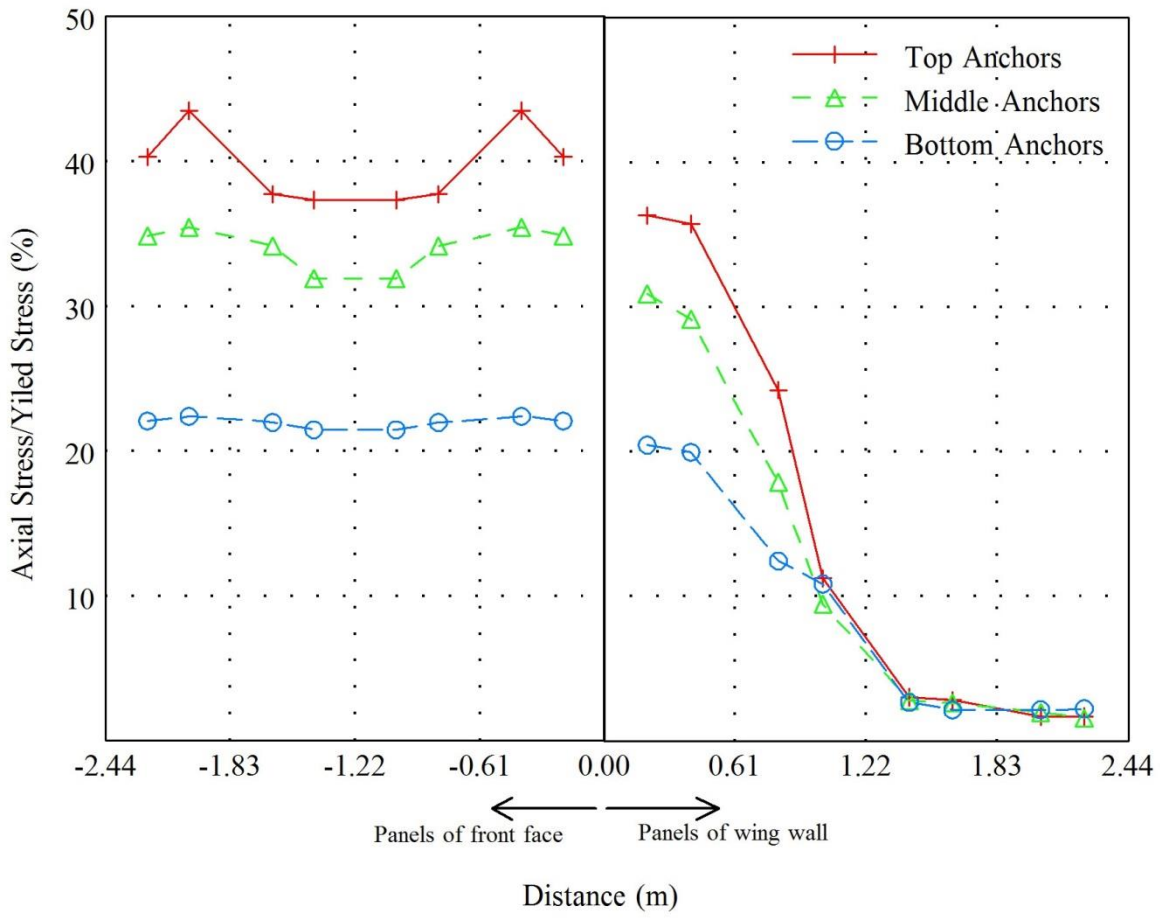 50
Top Anchors
Middle Anchors
Bottom Anchors
40
30
20
10
Axial Stress/Yiled Stress (%)
-2.44 -1.83 -1.22 -0.61 0.00 0.61 1.22 1.83 2.44
Panels of front face Panels of wing wall
Distance (m)